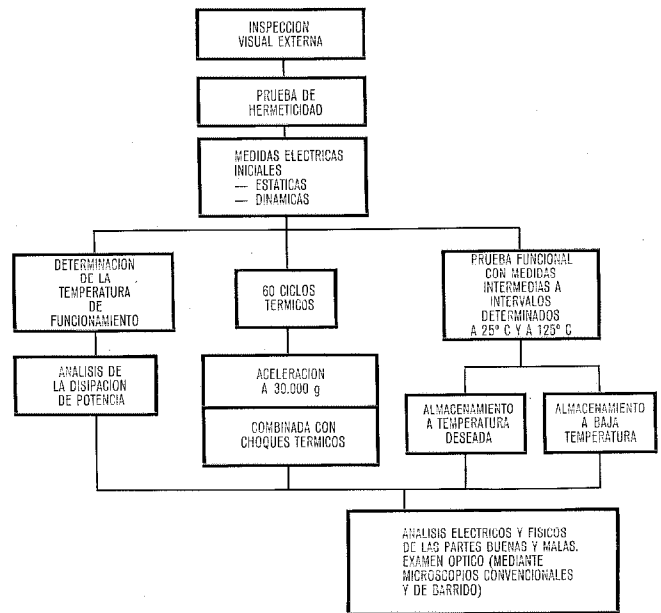 INSPECCION
VISUAL EXTERNA
PRUEBA DE
HERMETICIDAD
MEDIDAS ELECTRICAS
INICIALES
— ESTATICAS
— DINAMICAS
DETERMINACION
DE LA
TEMPERATURA
DE
FUNCIONAMIENTO
60 CICLOS
TERMICOS
PRUEBA FUNCIONAL
CON MEDIDAS
INTERMEDIAS A
INTERVALOS
DETERMINADOS
A 25º C Y A 125º C
ANALISIS DE
LA DISIPACION
DE POTENCIA
ACELERACION
A 30.000 g
COMBINADA CON
CHOQUES TERMICOS
ALMACENAMIENTO
A TEMPERATURA
DESEADA
ALMACENAMIENTO
A BAJA
TEMPERATURA
ANALISIS ELECTRICOS Y FISICOS
DE LAS PARTES BUENAS Y MALAS.
EXAMEN OPTICO (MEDIANTE
MICROSCOPIOS CONVENCIONALES
Y DE BARRIDO)